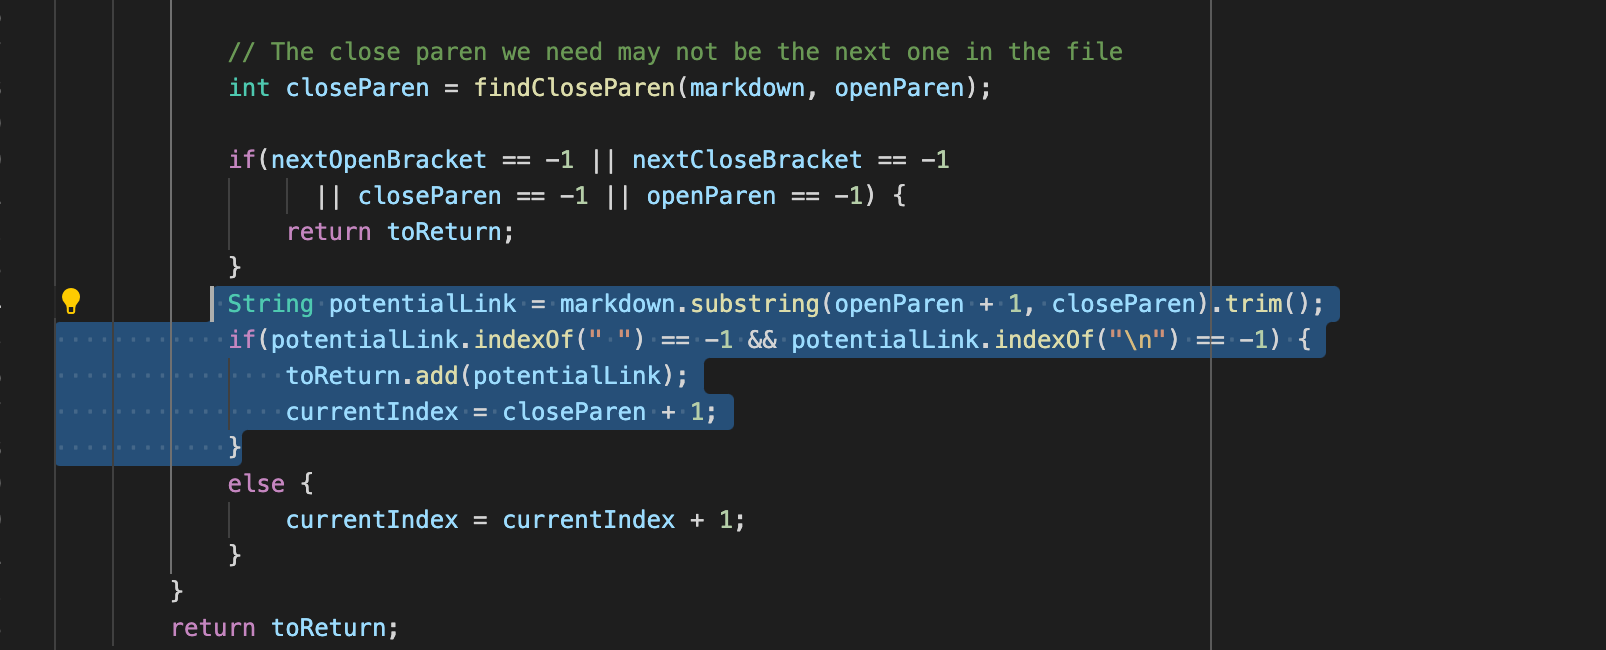 // The close paren we need may not be the next one in the file
int closeParen = findCloseParen(markdown, openParen);
if(nextOpenBracket == -1 || nextCloseBracket == -1
|| closeParen == -1 || openParen == -1) {
return toReturn;
}
String potentialLink = markdown.substring(openParen + 1, closeParen).trim();
if(potentialLink.indexOf(" ") == -1 && potentialLink.indexOf("\n") == -1) {
toReturn.add(potentialLink);
currentIndex = closeParen + 1;
}
else {
currentIndex = currentIndex + 1;
}
}
return toReturn;